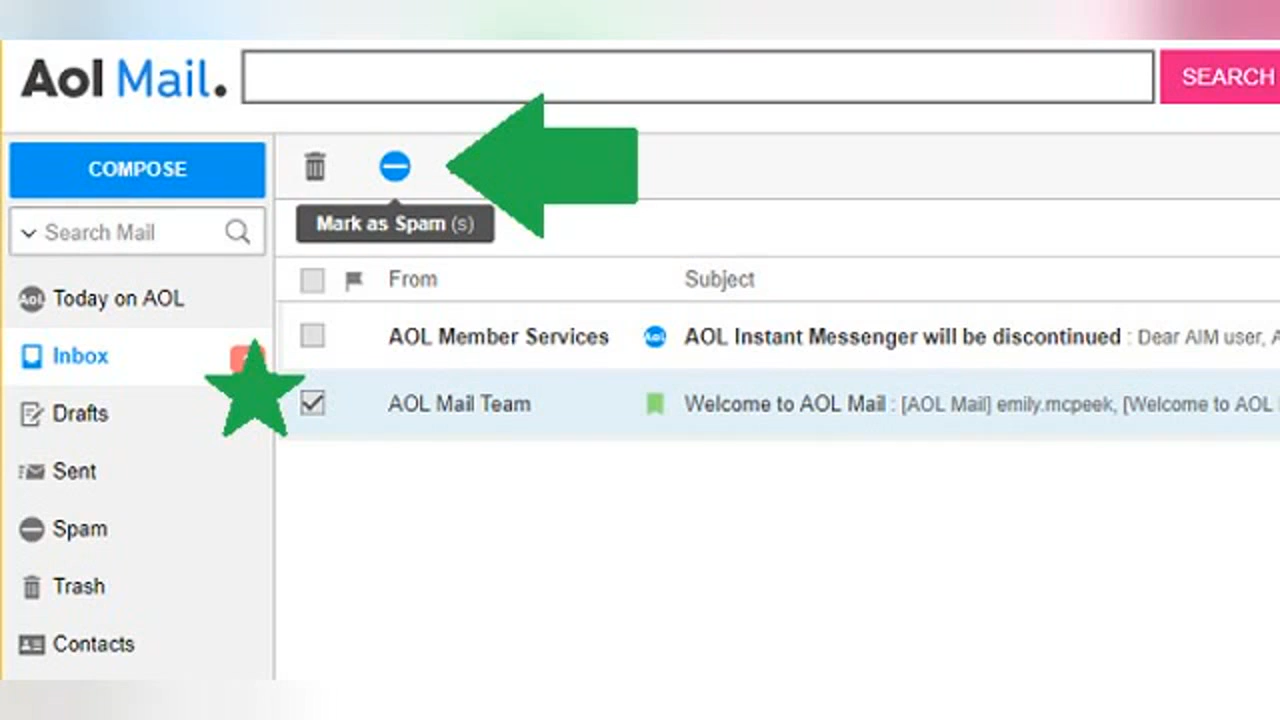 Aol Mail.
SEARCH
COMPOSE
Mark as Spam (s)
Search Mail
From Subject
Today on AOL
AOL Member Services Aol AOL Instant Messenger will be discontinued : Dear AIM user, A
Inbox
AOL Mail Team Welcome to AOL Mail : [AOL Mail] emily.mcpeek, [Welcome to AOL
Drafts
Sent
Spam
Trash
Contacts